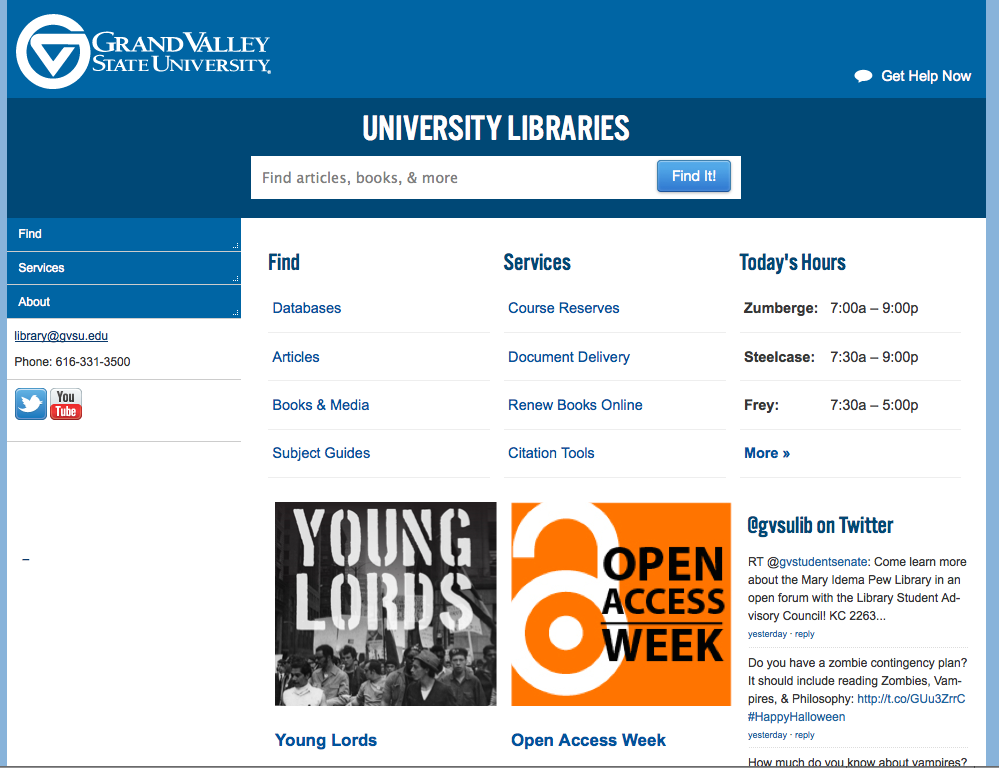 GRAND VALLEY
STATE UNIVERSITY.
Get Help Now
UNIVERSITY LIBRARIES
Find articles, books, & more
Find It!
Find
Services
About
library@gvsu.edu
Phone: 616-331-3500
You
Tube
Find
Databases
Articles
Books & Media
Subject Guides
Services
Course Reserves
Document Delivery
Renew Books Online
Citation Tools
Today's Hours
Zumberge: 7:00a – 9:00p
Steelcase: 7:30a – 9:00p
Frey: 7:30a – 5:00p
More »
YOUNG
LORDS
Young Lords
OPEN
ACCESS
WEEK
Open Access Week
@gvsulib on Twitter
RT @gvstudentsenate: Come learn more
about the Mary Idema Pew Library in an
open forum with the Library Student Ad-
visory Council! KC 2263...
yesterday · reply
Do you have a zombie contingency plan?
It should include reading Zombies, Vam-
pires, & Philosophy: http://t.co/GUu3ZrrC
#HappyHalloween
yesterday · reply
How much do you know about vampires?